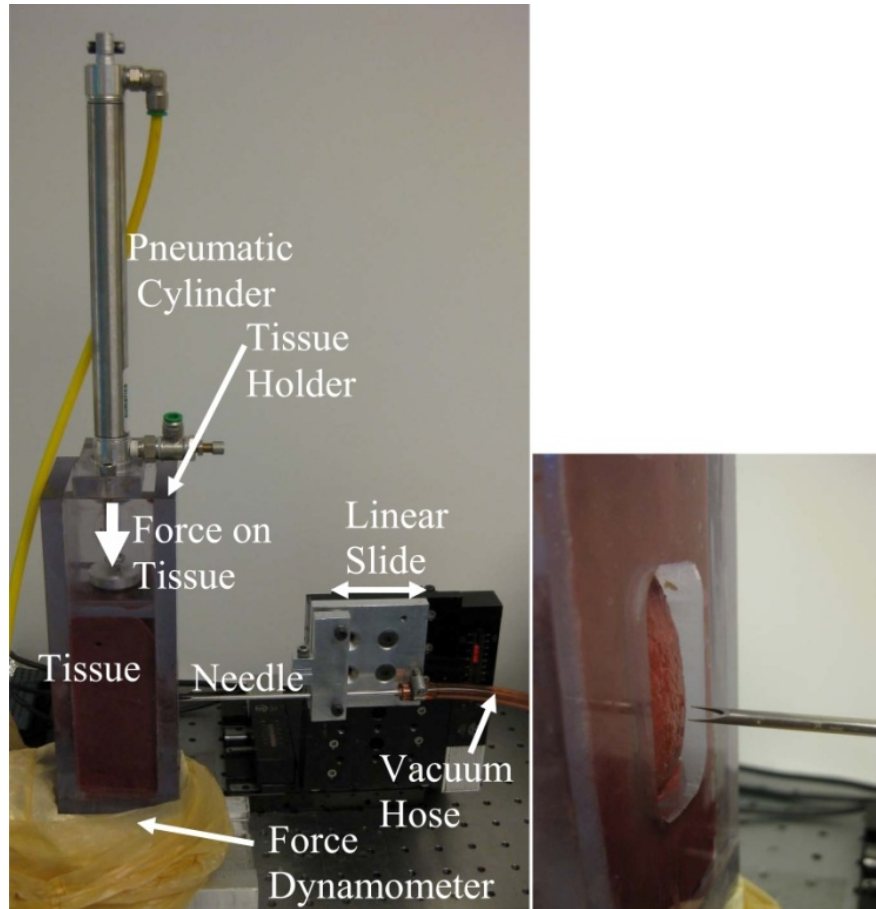 Pneumatic
Cylinder
Tissue
Holder
Force on
Tissue
Linear
Slide
Tissue
Needle
Vacuum
Hose
Force
Dynamometer